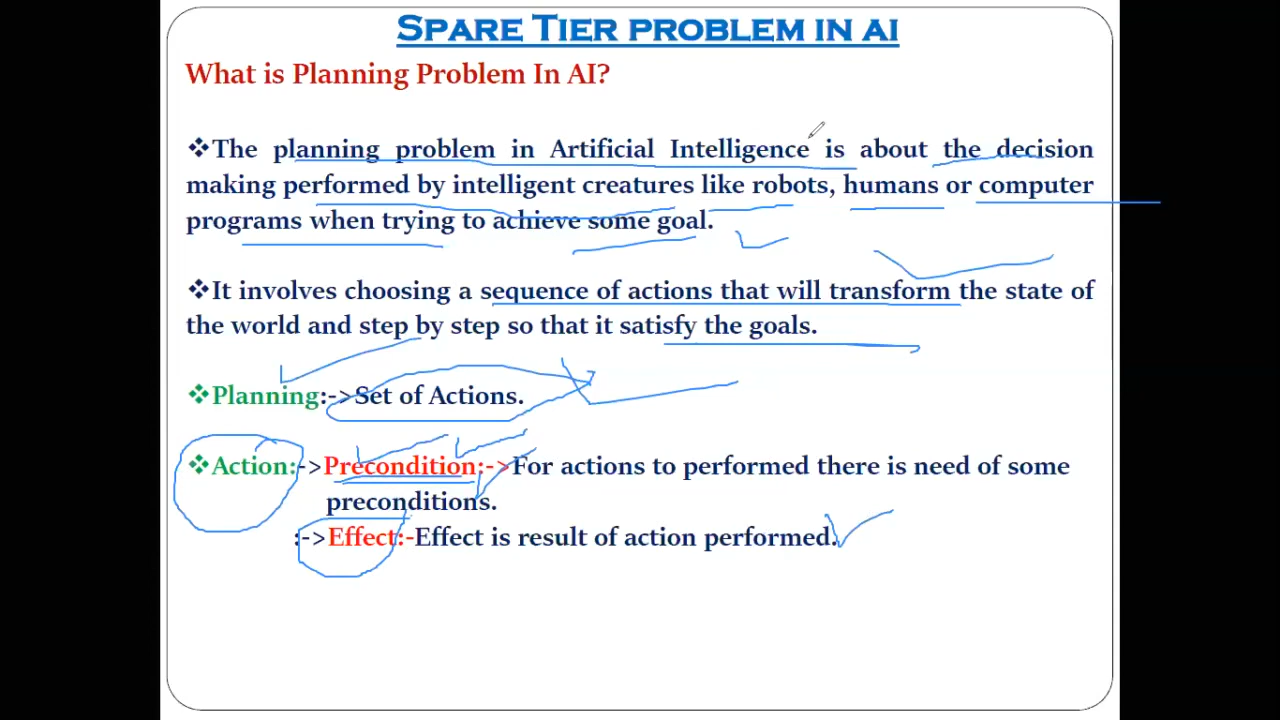 SPARE TIER PROBLEM IN AI
What is Planning Problem In AI?
❖The planning problem in Artificial Intelligence is about the decision
making performed by intelligent creatures like robots, humans or computer
programs when trying to achieve some goal.
❖It involves choosing a sequence of actions that will transform the state of
the world and step by step so that it satisfy the goals.
❖Planning:->Set of Actions.
❖Action:->Precondition:->For actions to performed there is need of some
preconditions.
:->Effect:-Effect is result of action performed.